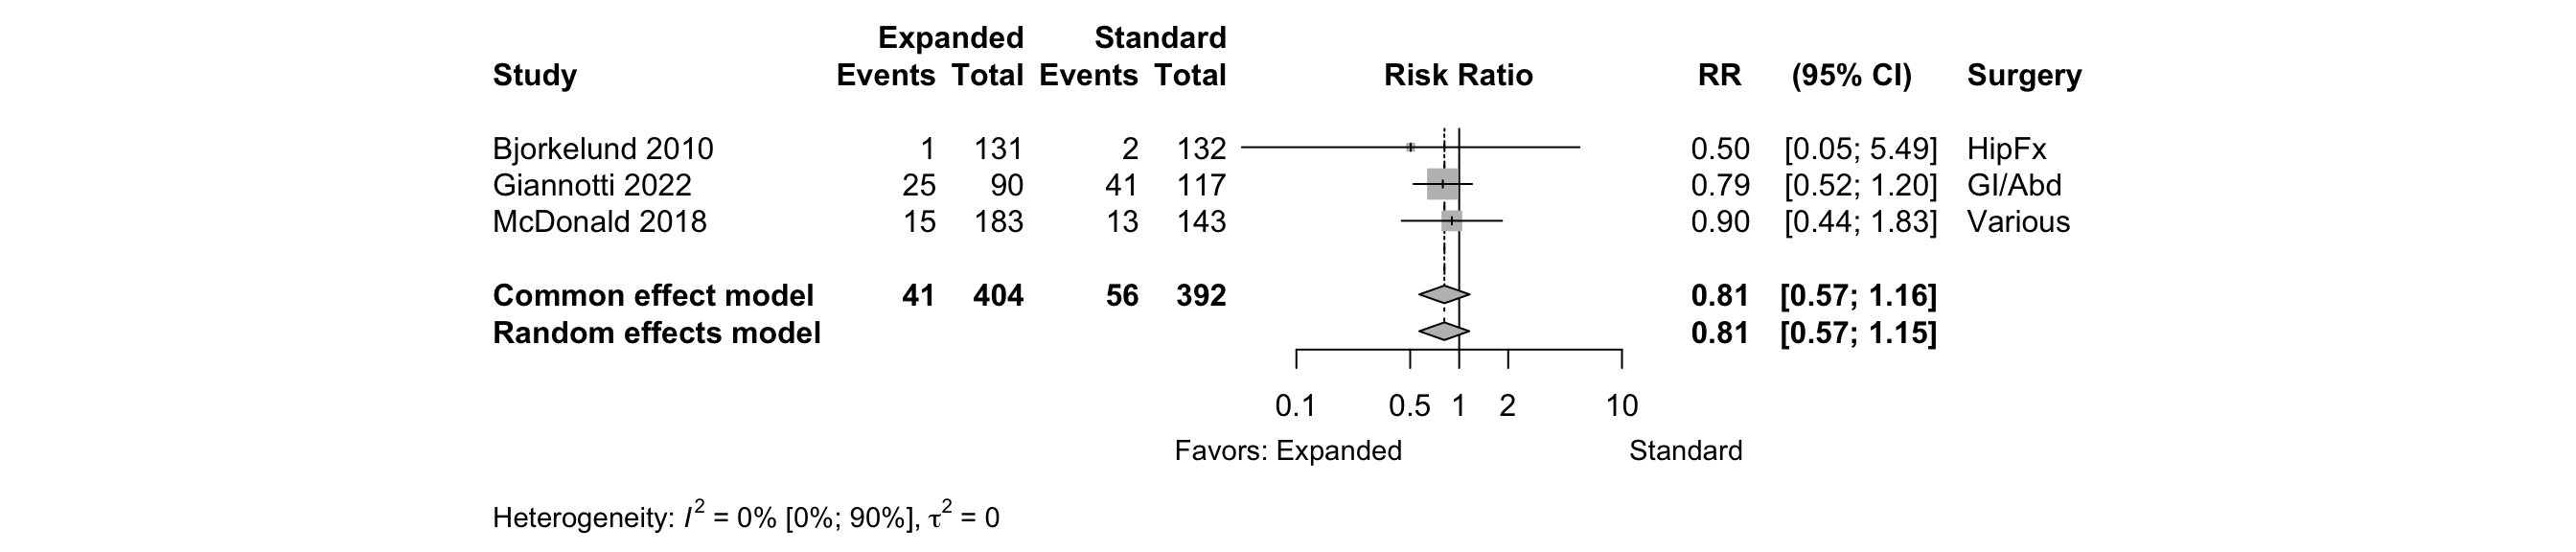 Expanded Standard
Study Events Total Events Total Risk Ratio RR (95% CI) Surgery
Bjorkelund 2010 1 131 2 132 0.50 [0.05; 5.49] HipFx
Giannotti 2022 25 90 41 117 0.79 [0.52; 1.20] GI/Abd
McDonald 2018 15 183 13 143 0.90 [0.44; 1.83] Various
Common effect model 41 404 56 392 0.81 [0.57; 1.16]
Random effects model 0.81 [0.57; 1.15]
0.1 0.5 1 2 10
Favors: Expanded Standard
Heterogeneity: I² = 0% [0%; 90%], τ² = 0